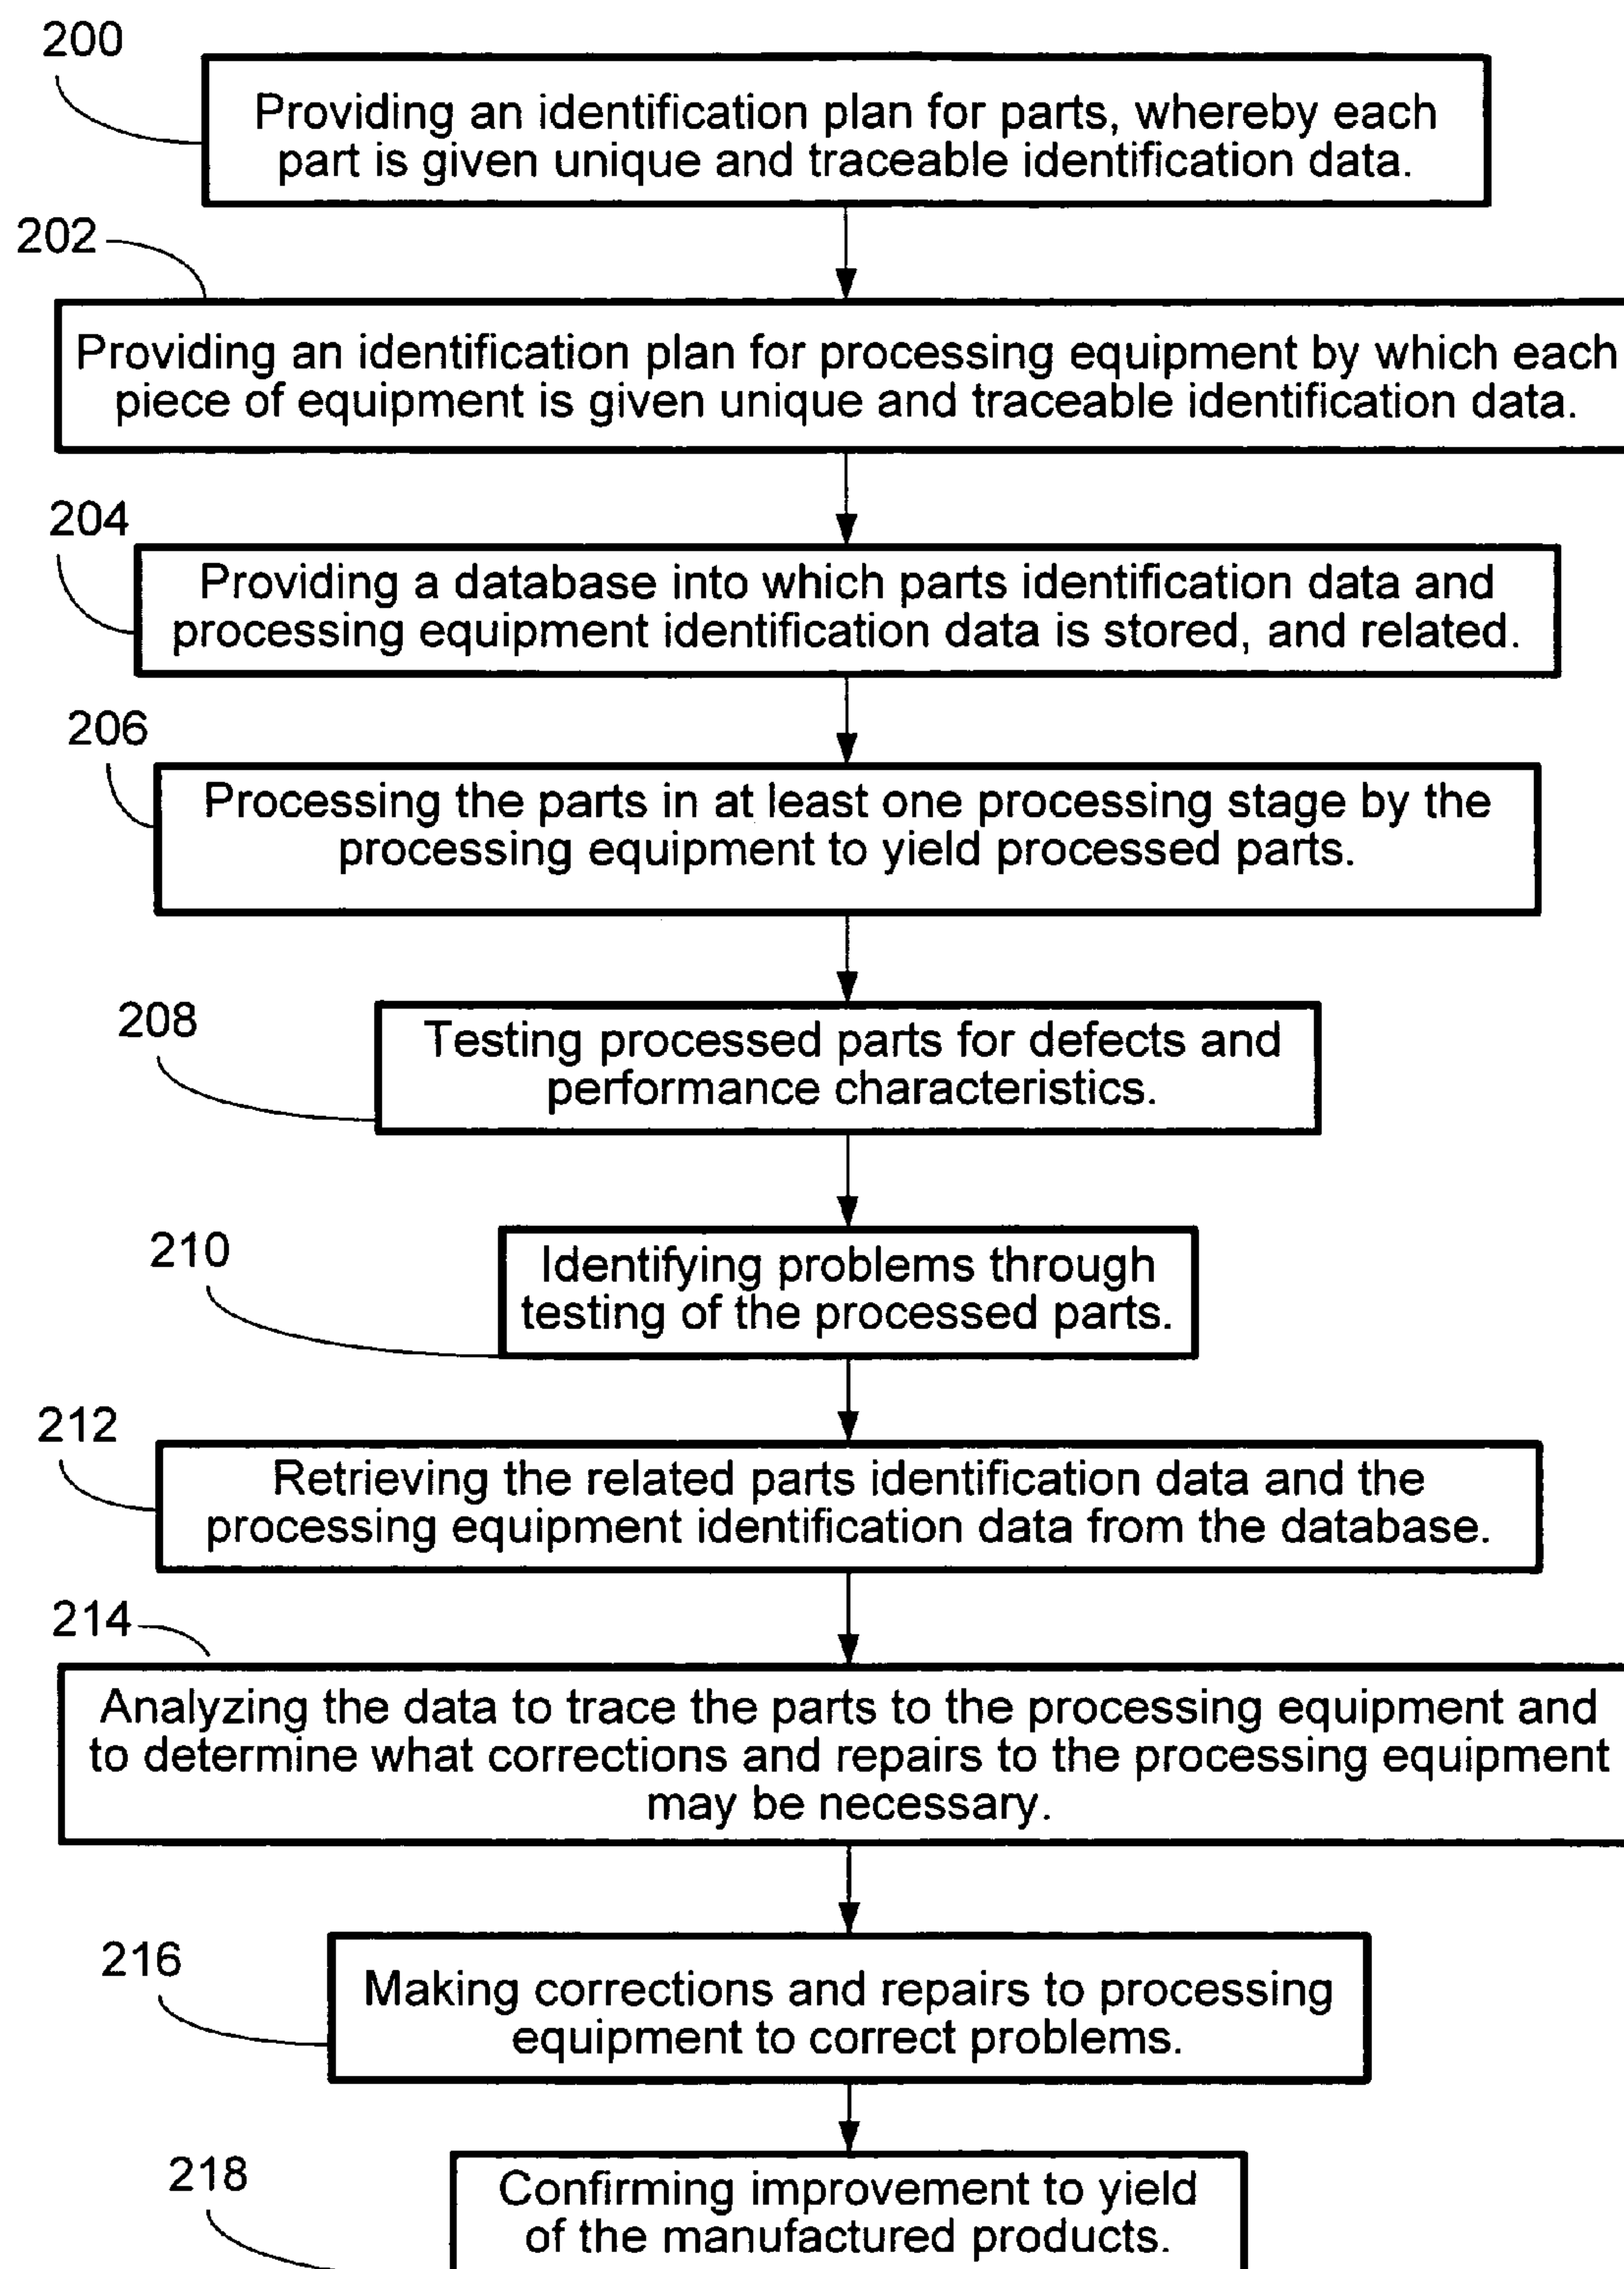 200
Providing an identification plan for parts, whereby each
part is given unique and traceable identification data.
202
Providing an identification plan for processing equipment by which each
piece of equipment is given unique and traceable identification data.
204
Providing a database into which parts identification data and
processing equipment identification data is stored, and related.
206
Processing the parts in at least one processing stage by the
processing equipment to yield processed parts.
208
Testing processed parts for defects and
performance characteristics.
210
Identifying problems through
testing of the processed parts.
212
Retrieving the related parts identification data and the
processing equipment identification data from the database.
214
Analyzing the data to trace the parts to the processing equipment and
to determine what corrections and repairs to the processing equipment
may be necessary.
216
Making corrections and repairs to processing
equipment to correct problems.
218
Confirming improvement to yield
of the manufactured products.